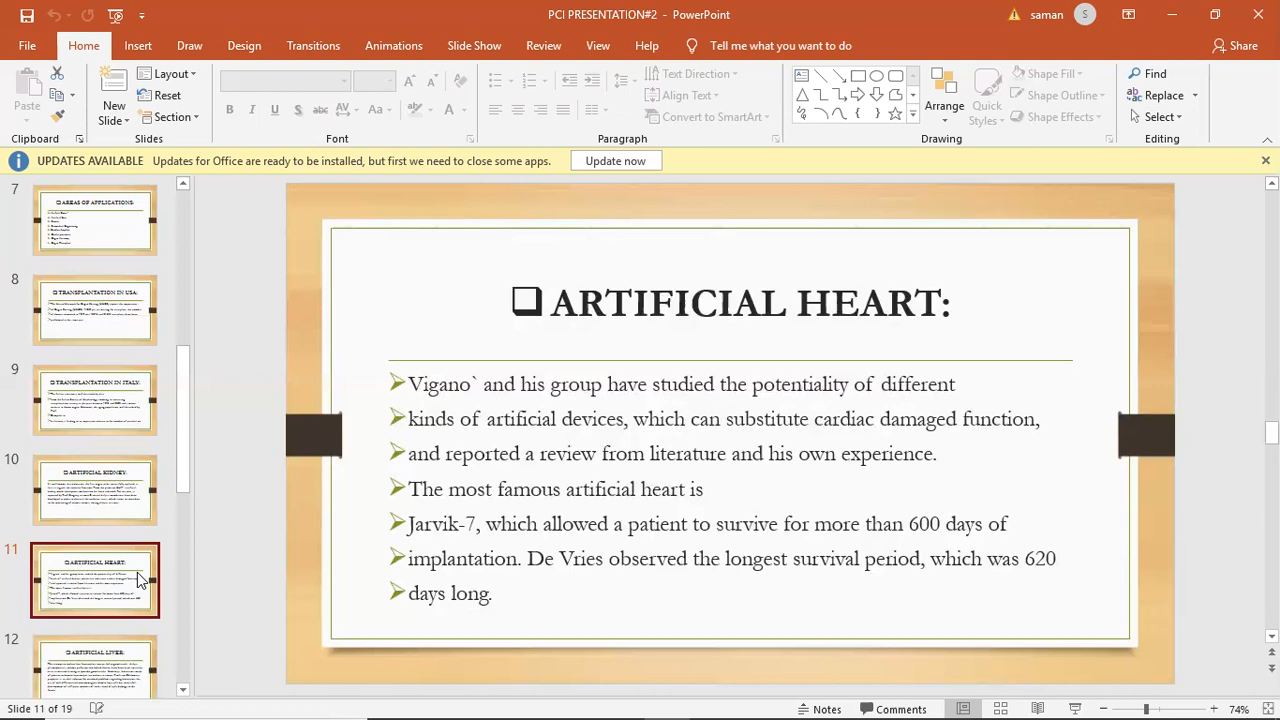 PCI PRESENTATION#2 - PowerPoint
saman
S
File
Home
Insert
Draw
Design
Transitions
Animations
Slide Show
Review
View
Help
Tell me what you want to do
Share
Paste
New
Slide
Layout
Reset
Section
B
I
U
S
abc
AV
Aa
A
Text Direction
Align Text
Convert to SmartArt
Arrange
Quick
Styles
Shape Fill
Shape Outline
Shape Effects
Find
Replace
Select
Clipboard
Slides
Font
Paragraph
Drawing
Editing
UPDATES AVAILABLE Updates for Office are ready to be installed, but first we need to close some apps.
Update now
7
AREAS OF APPLICATIONS:
8
TRANSPLANTATION IN USA:
9
TRANSPLANTATION IN ITALY:
10
ARTIFICIAL KIDNEY:
11
ARTIFICIAL HEART:
12
ARTIFICIAL LIVER:
ARTIFICIAL HEART:
Vigano` and his group have studied the potentiality of different
kinds of artificial devices, which can substitute cardiac damaged function,
and reported a review from literature and his own experience.
The most famous artificial heart is
Jarvik-7, which allowed a patient to survive for more than 600 days of
implantation. De Vries observed the longest survival period, which was 620
days long.
Slide 11 of 19
Notes
Comments
74%